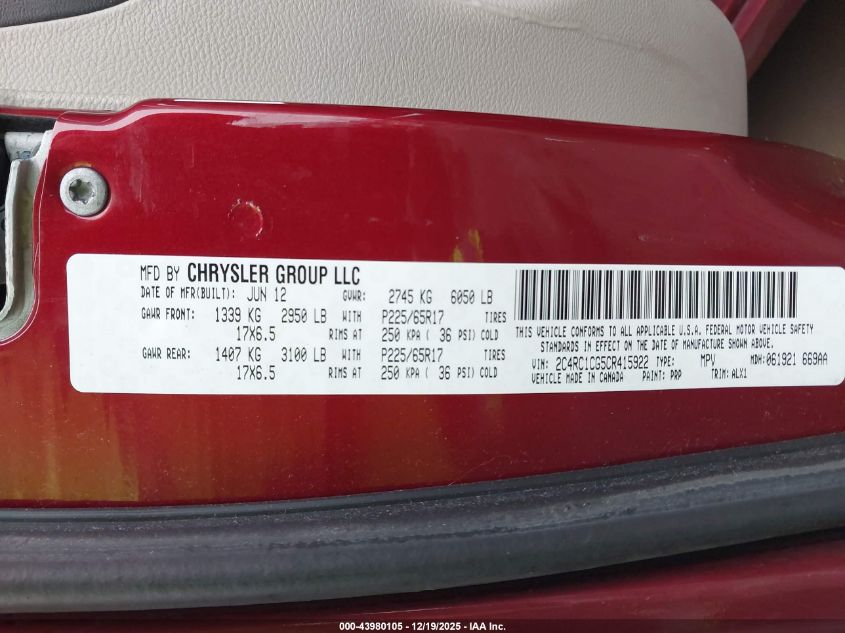 MFD BY CHRYSLER GROUP LLC
DATE OF MFR(BUILT): JUN 12 GVWR: 2745 KG 6050 LB
GAWR FRONT: 1339 KG 2950 LB WITH P225/65R17 TIRES
17X6.5 RIMS AT 250 KPA ( 36 PSI) COLD
GAWR REAR: 1407 KG 3100 LB WITH P225/65R17 TIRES
17X6.5 RIMS AT 250 KPA ( 36 PSI) COLD
THIS VEHICLE CONFORMS TO ALL APPLICABLE U.S.A. FEDERAL MOTOR VEHICLE SAFETY
STANDARDS IN EFFECT ON THE DATE OF MANUFACTURE SHOWN ABOVE.
VIN: 2C4RC1CG5CR415922 TYPE: MPV MDH: 061921 669AA
VEHICLE MADE IN CANADA PAINT: PRP TRIM: ALX1
000-43980105 - 12/19/2025 - IAA Inc.